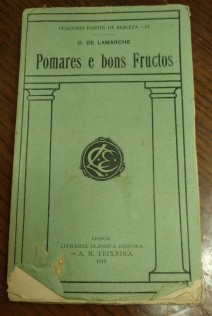 PEQUENAS FONTES DE RIQUEZA - IV
O. DE LAMARCHE
Pomares e bons Fructos
LISBOA
LIVRARIA CLASSICA EDITORA
DE A. M. TEIXEIRA